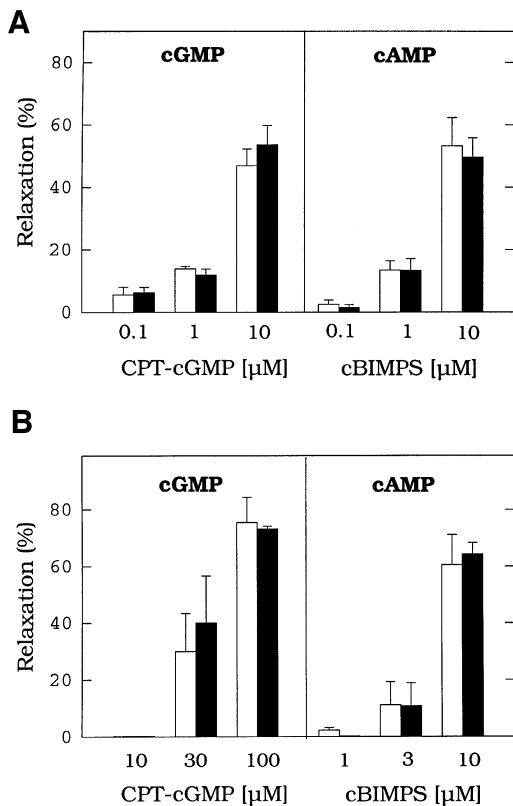 A
cGMP cAMP
80
60
40
20
0
Relaxation (%)
0.1 1 10 0.1 1 10
CPT-cGMP [µM] cBIMPS [µM]
B
cGMP cAMP
80
60
40
20
0
Relaxation (%)
10 30 100 1 3 10
CPT-cGMP [µM] cBIMPS [µM]